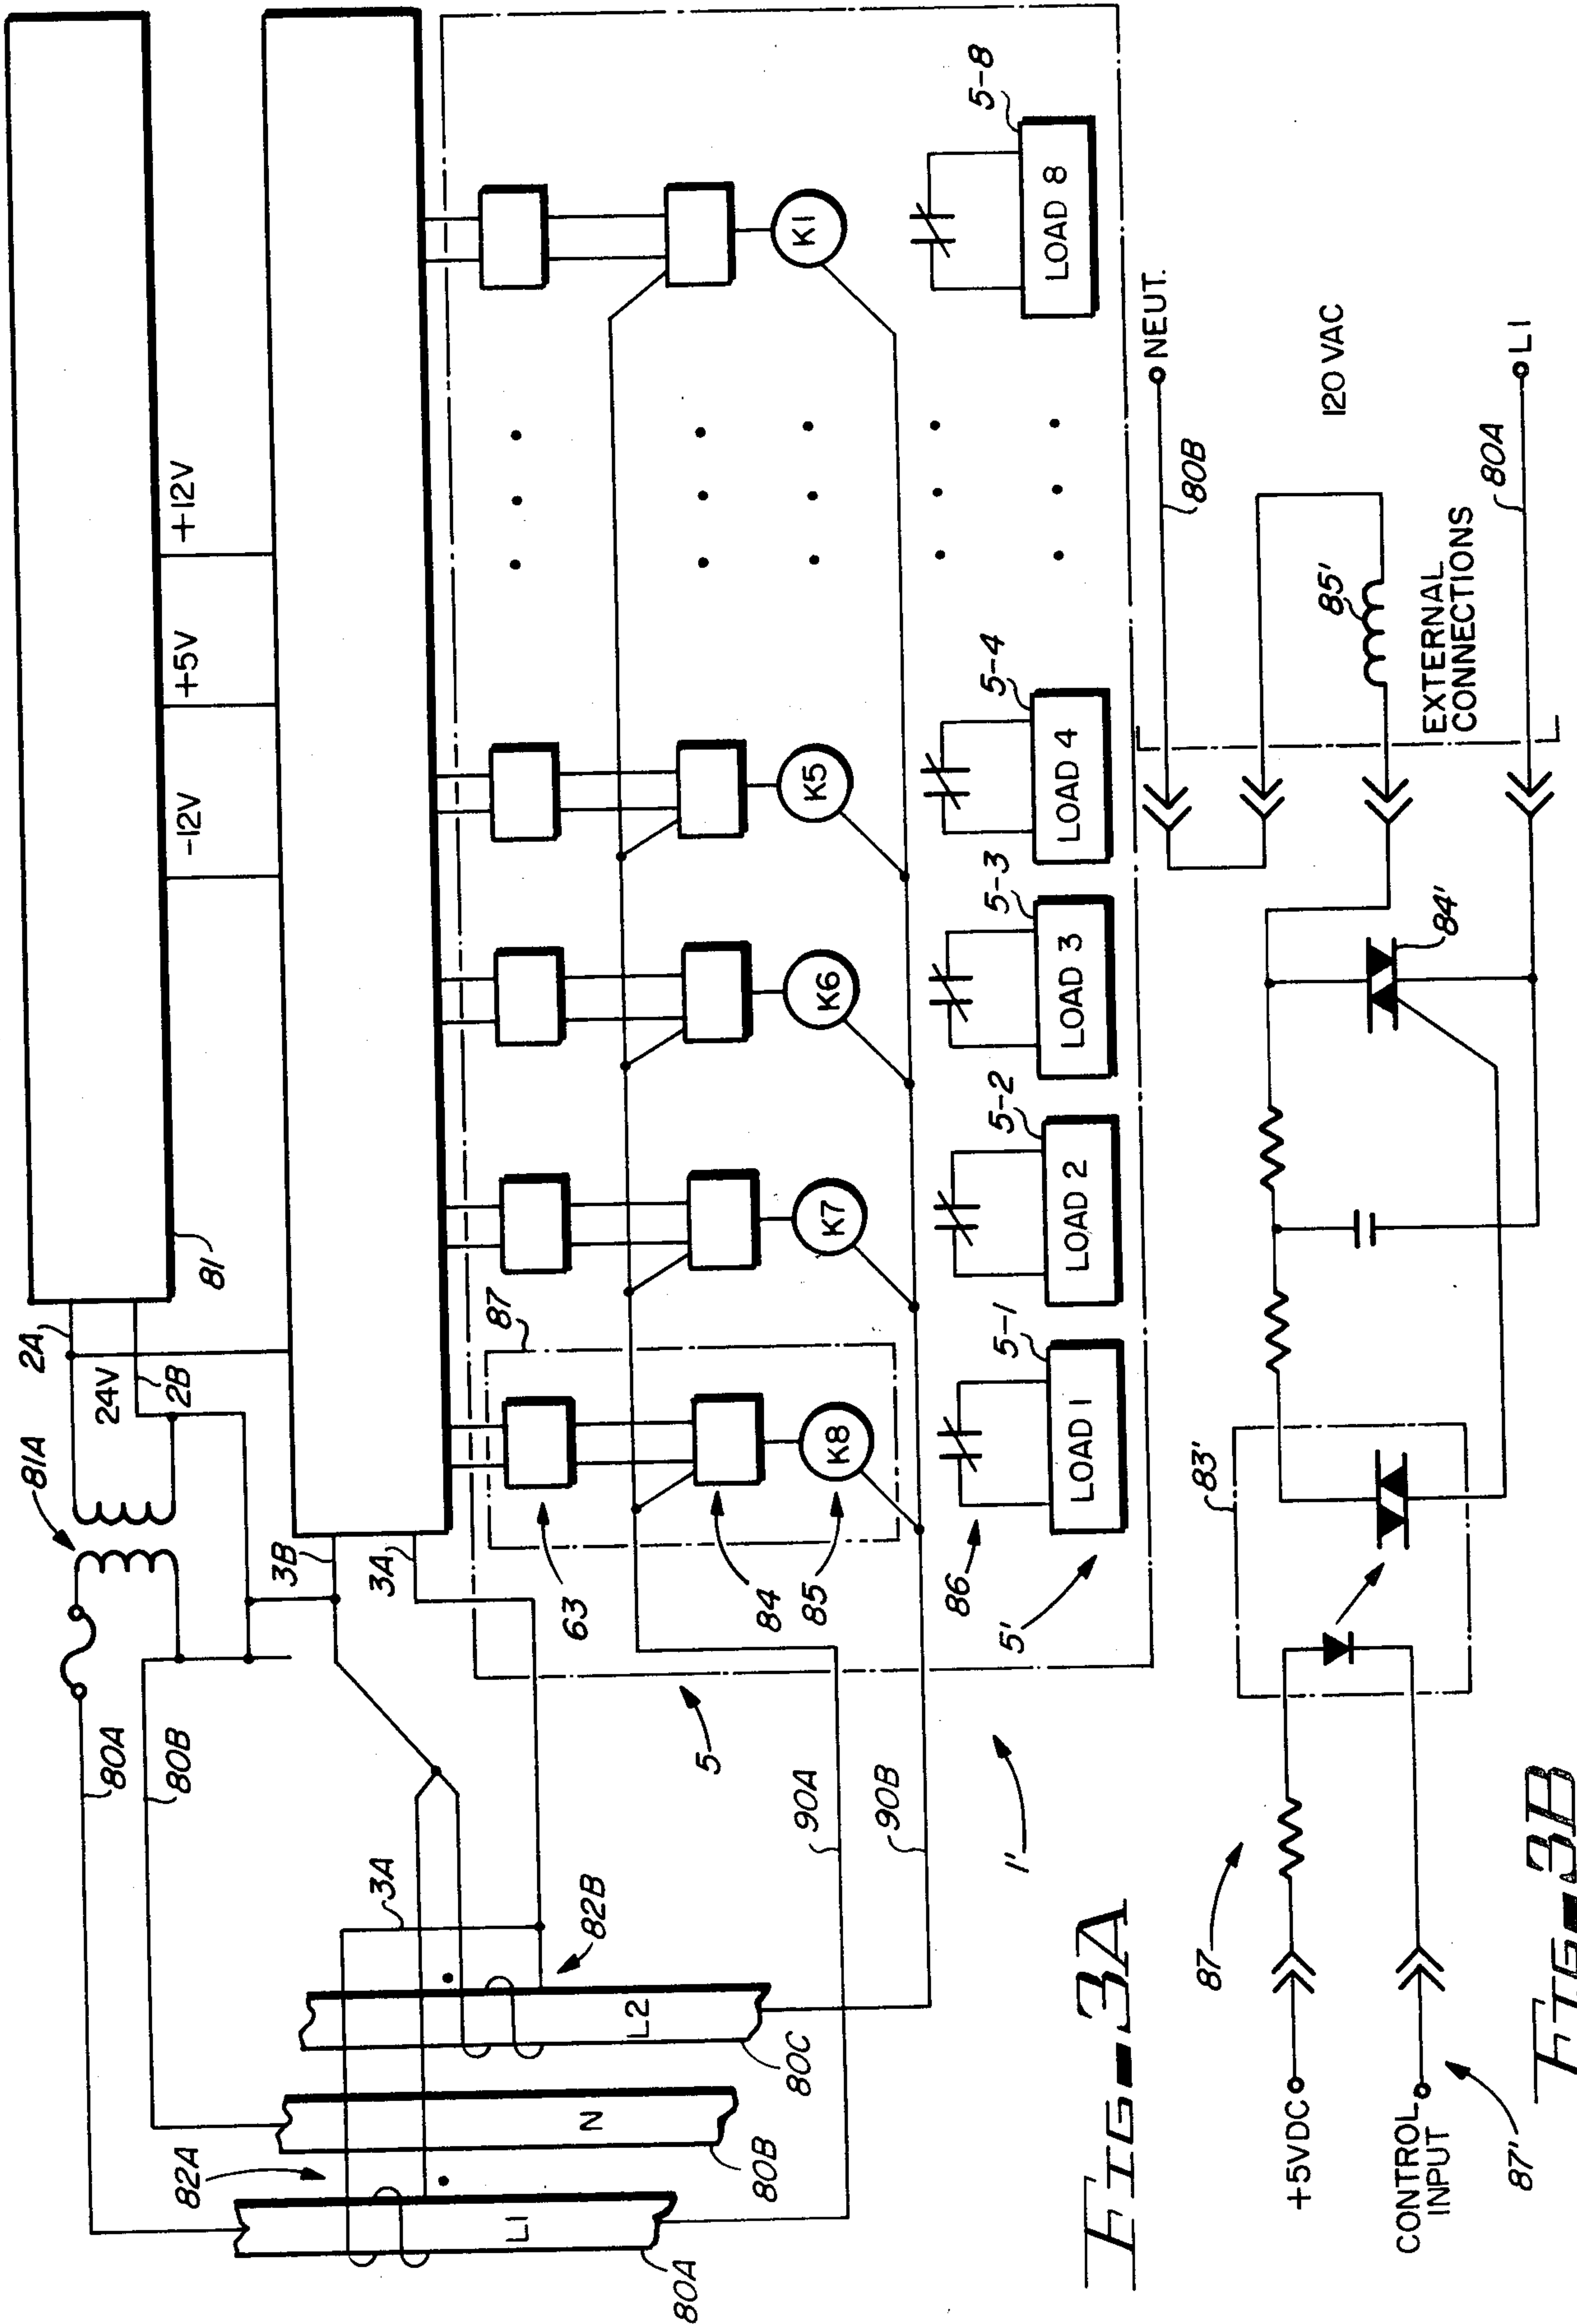 81A
2A
24V
2B
81
-12V
+5V
+12V
80A
80B
3B
3A
87
63
84
85
86
5'
5
1'
K8
K7
K6
K5
K1
LOAD 1
5-1
LOAD 2
5-2
LOAD 3
5-3
LOAD 4
5-4
LOAD 8
5-8
3A
82A
82B
L1
N
L2
80A
80B
80C
90A
90B
FIG-3A
87
+5VDC
CONTROL
INPUT
87'
83'
84'
85'
EXTERNAL
CONNECTIONS
80B
NEUT.
120 VAC
80A
L1
FIG-3B